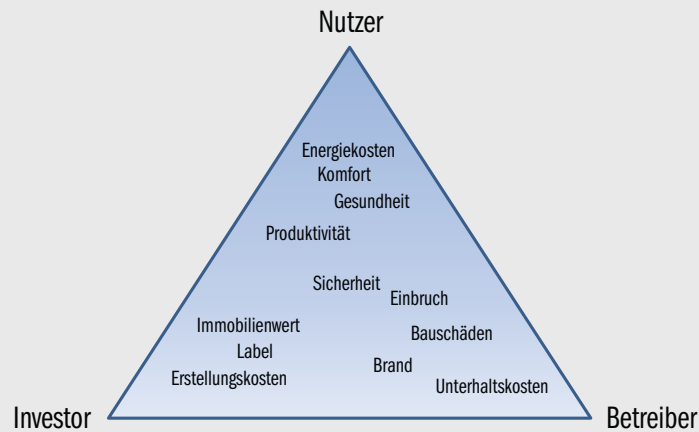 Nutzer
Energiekosten
Komfort
Gesundheit
Produktivität
Sicherheit
Einbruch
Immobilienwert
Bauschäden
Label
Brand
Erstellungskosten
Unterhaltskosten
Investor
Betreiber